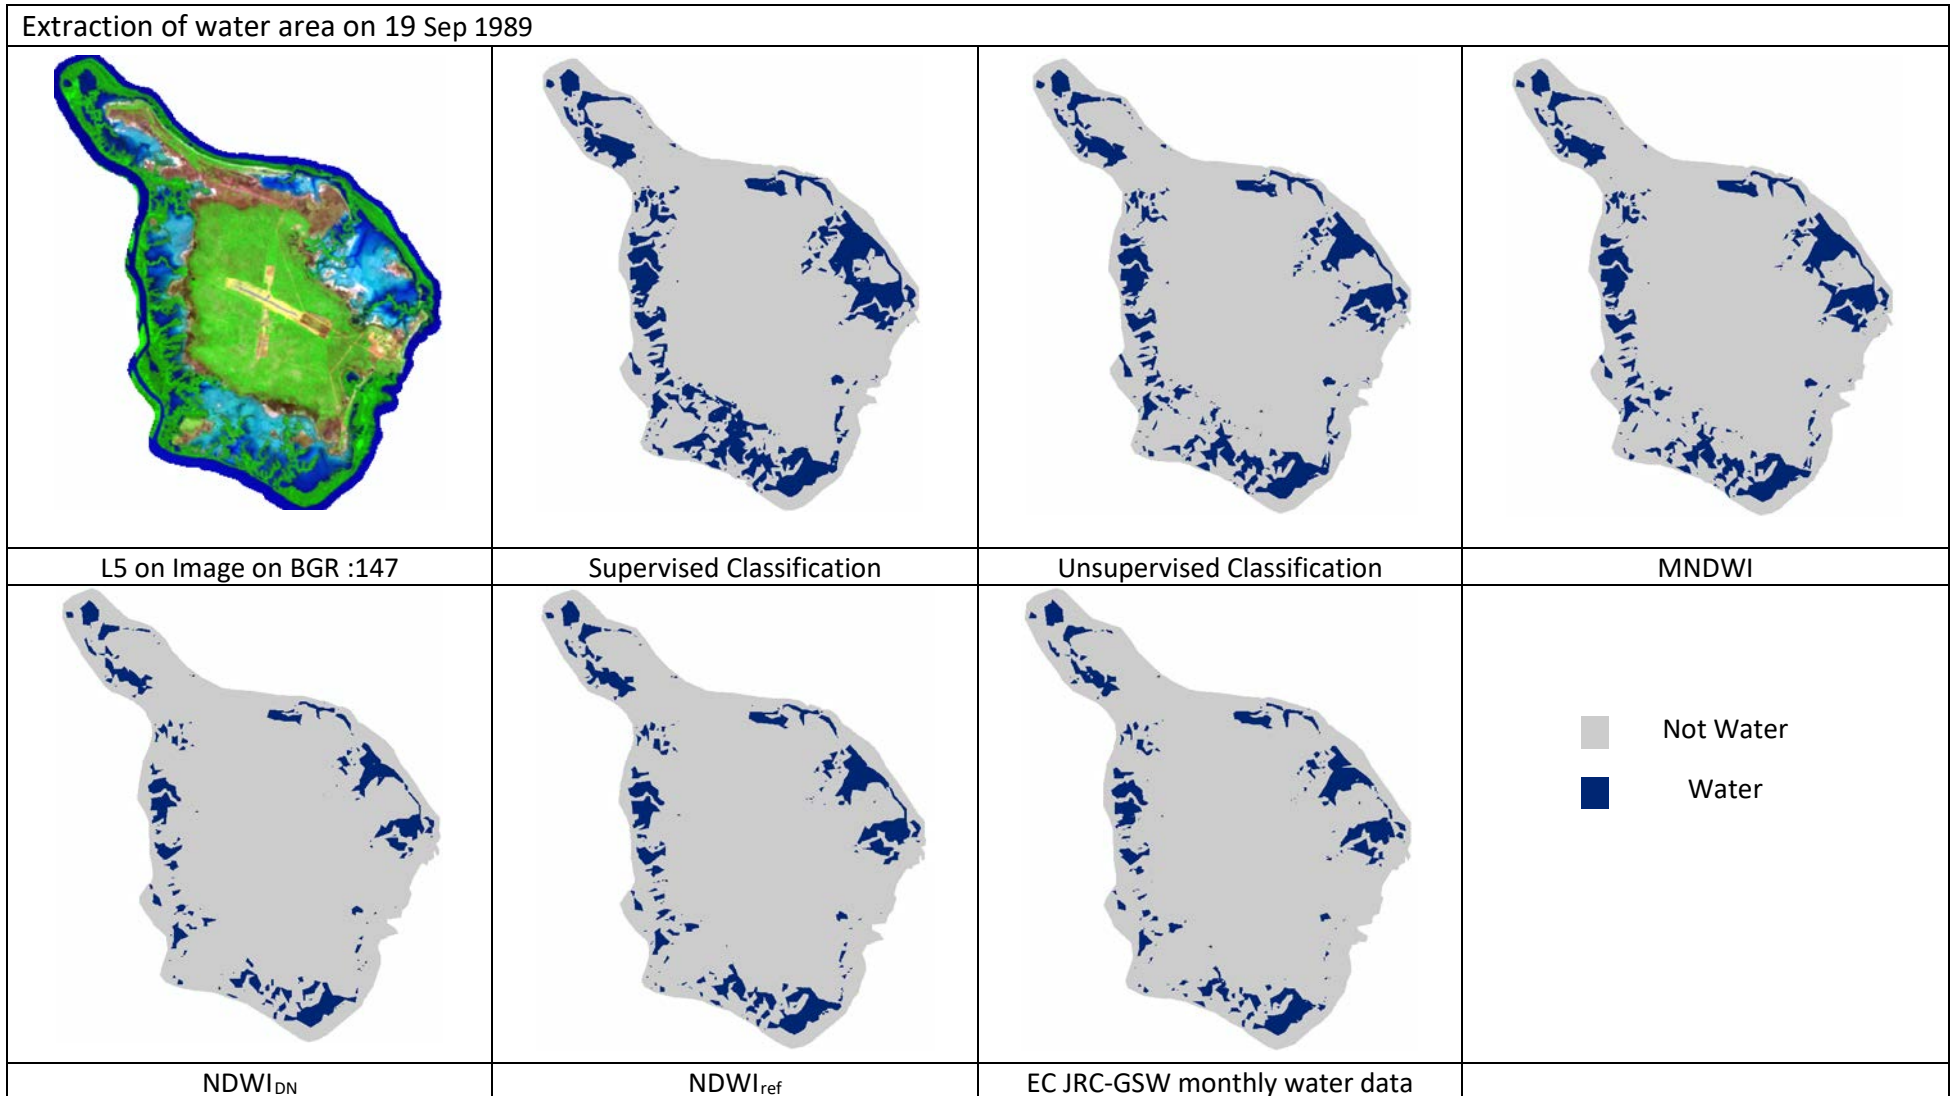 Extraction of water area on 19 Sep 1989
L5 on Image on BGR :147
Supervised Classification
Unsupervised Classification
MNDWI
Not Water
Water
NDWIDN
NDWIref
EC JRC-GSW monthly water data